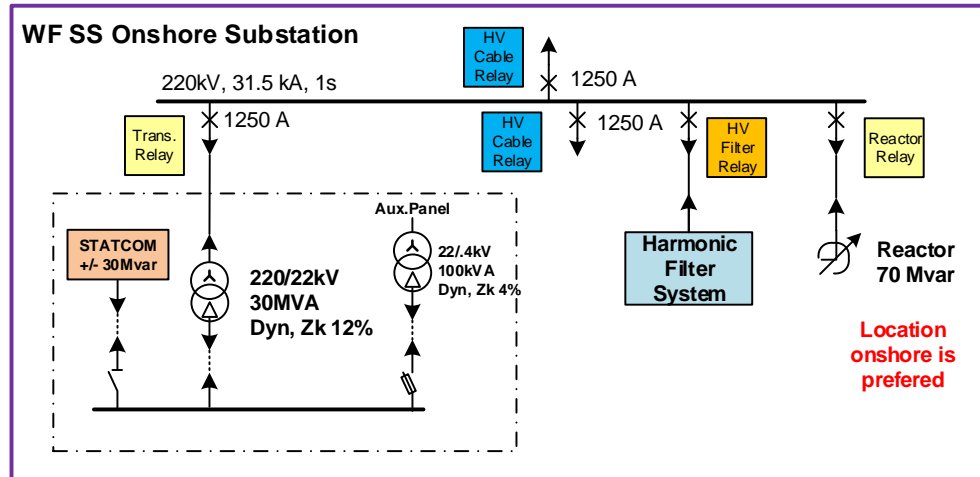 WF SS Onshore Substation
HV
Cable
Relay
1250 A
220kV, 31.5 kA, 1s
Trans.
Relay
1250 A
HV
Cable
Relay
1250 A
HV
Filter
Relay
Reactor
Relay
STATCOM
+/- 30Mvar
220/22kV
30MVA
Dyn, Zk 12%
Aux.Panel
22/.4kV
100kVA
Dyn, Zk 4%
Harmonic
Filter
System
Reactor
70 Mvar
Location
onshore is
prefered